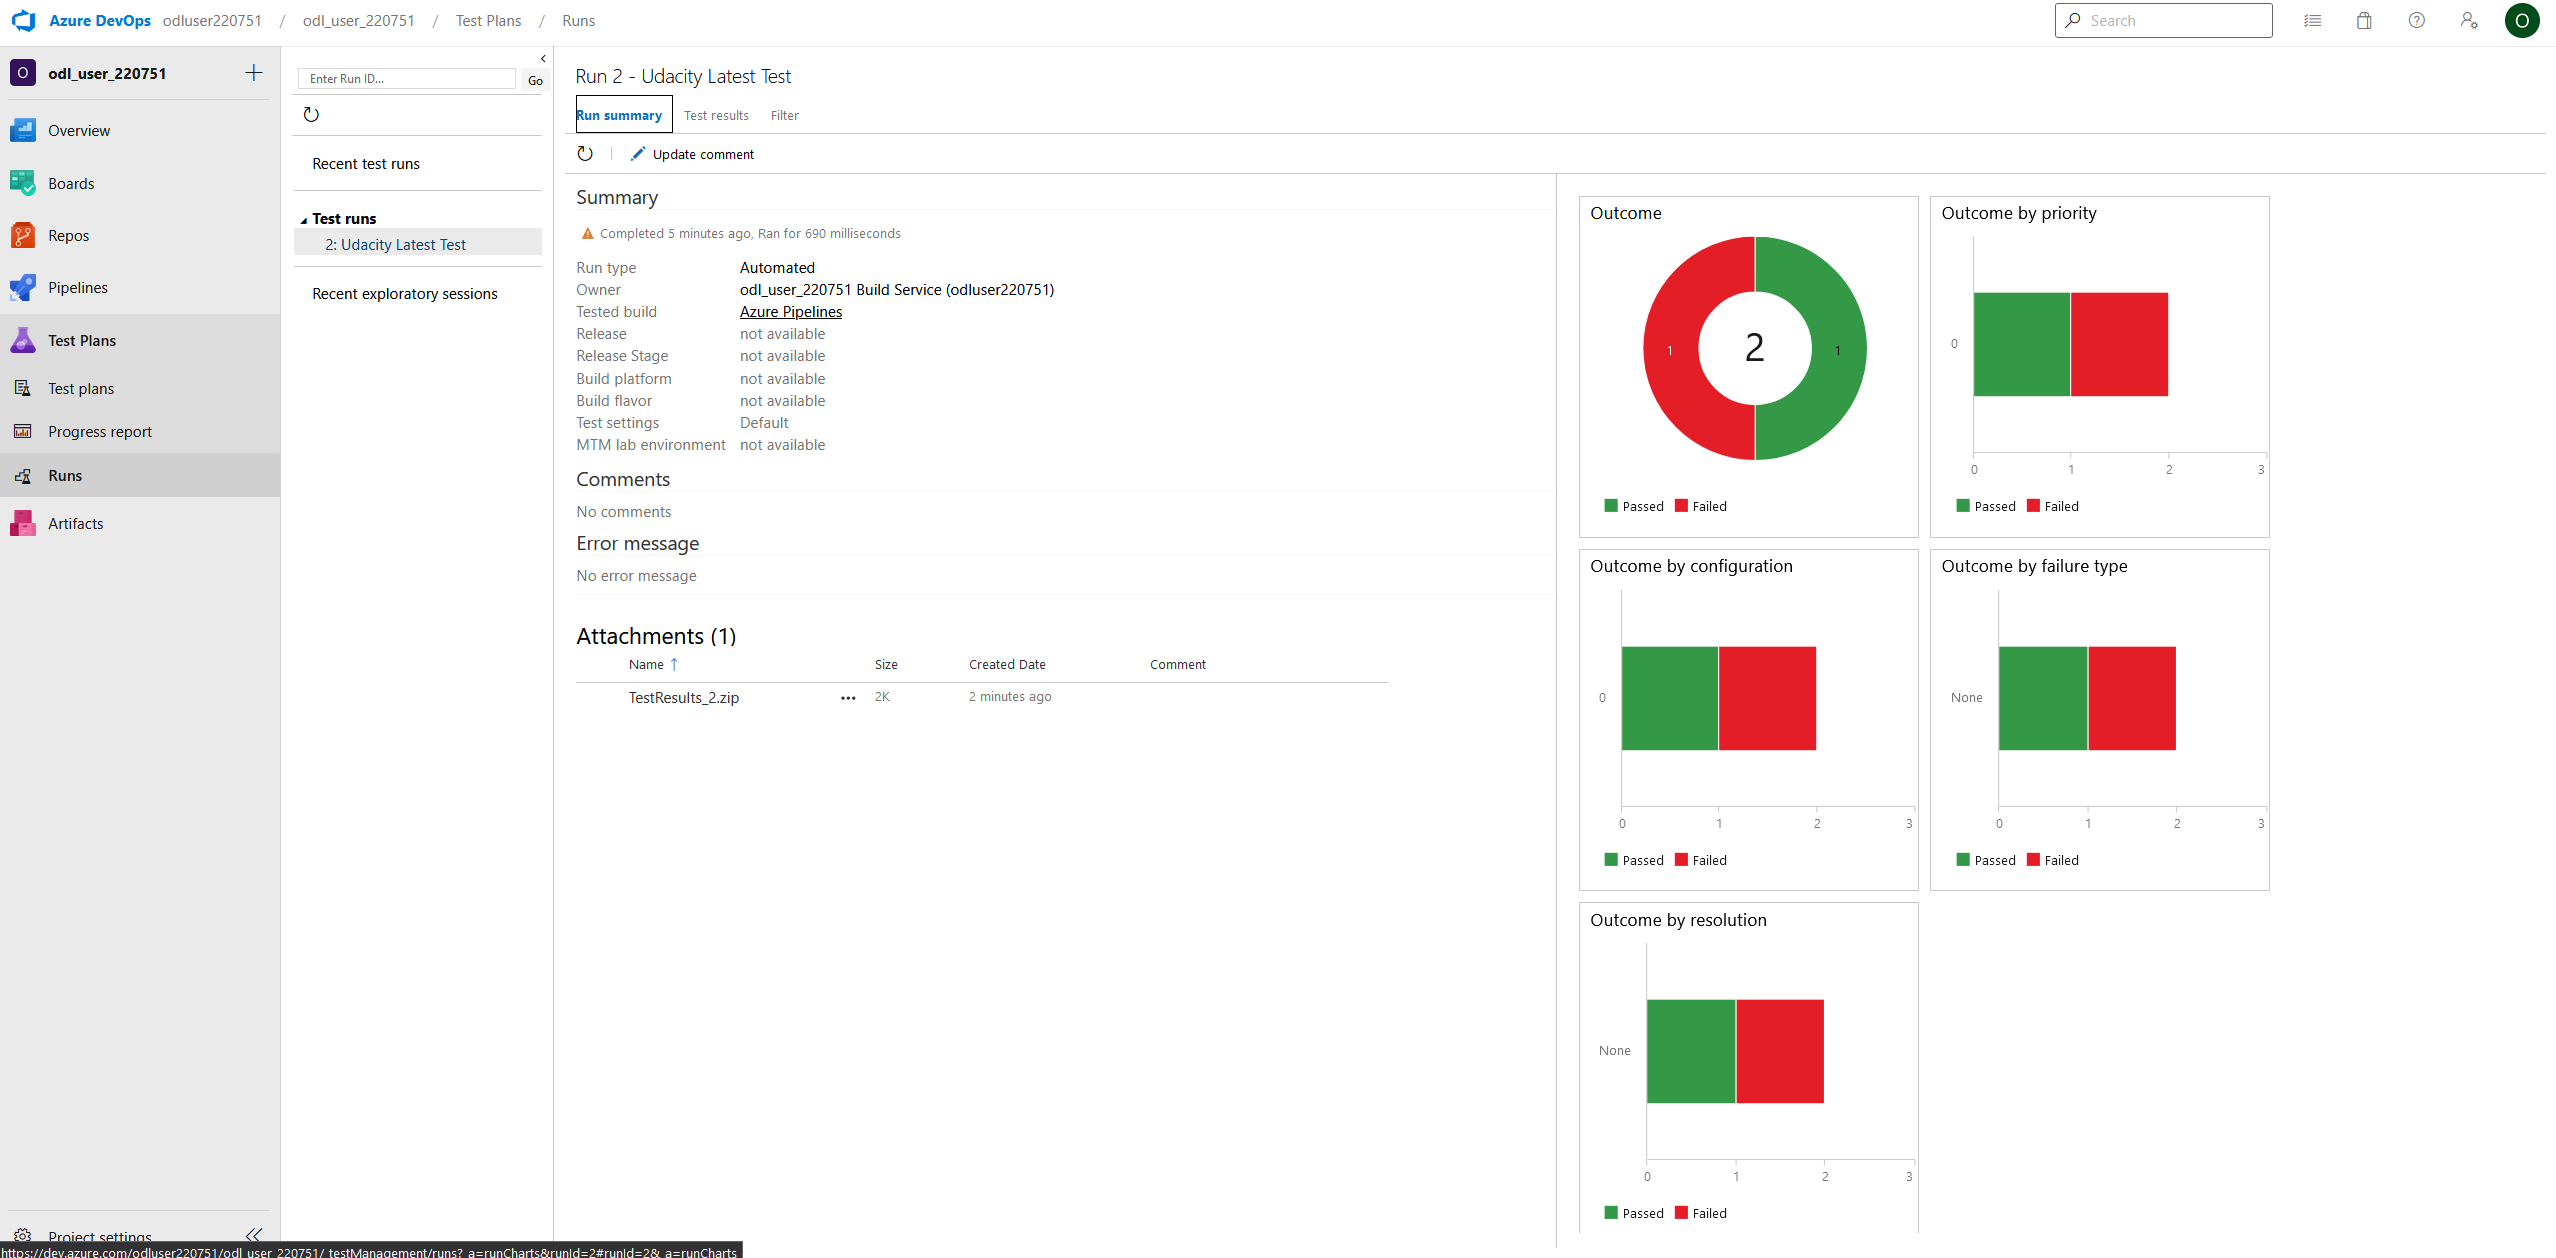 Azure DevOps odluser220751 / odl_user_220751 / Test Plans / Runs
Search
O
O odl_user_220751
Overview
Boards
Repos
Pipelines
Test Plans
Test plans
Progress report
Runs
Artifacts
Project settings
Enter Run ID...
Go
Recent test runs
Test runs
2: Udacity Latest Test
Recent exploratory sessions
Run 2 - Udacity Latest Test
Run summary Test results Filter
Update comment
Summary
Completed 5 minutes ago, Ran for 690 milliseconds
Run type Automated
Owner odl_user_220751 Build Service (odluser220751)
Tested build Azure Pipelines
Release not available
Release Stage not available
Build platform not available
Build flavor not available
Test settings Default
MTM lab environment not available
Comments
No comments
Error message
No error message
Attachments (1)
Name ↑ Size Created Date Comment
TestResults_2.zip ••• 2K 2 minutes ago
Outcome
1 2 1
Passed Failed
Outcome by priority
0
0 1 2 3
Passed Failed
Outcome by configuration
0
0 1 2 3
Passed Failed
Outcome by failure type
None
0 1 2 3
Passed Failed
Outcome by resolution
None
0 1 2 3
Passed Failed
https://dev.azure.com/odluser220751/odl_user_220751/_testManagement/runs?_a=runCharts&runId=2#runId=2&_a=runCharts